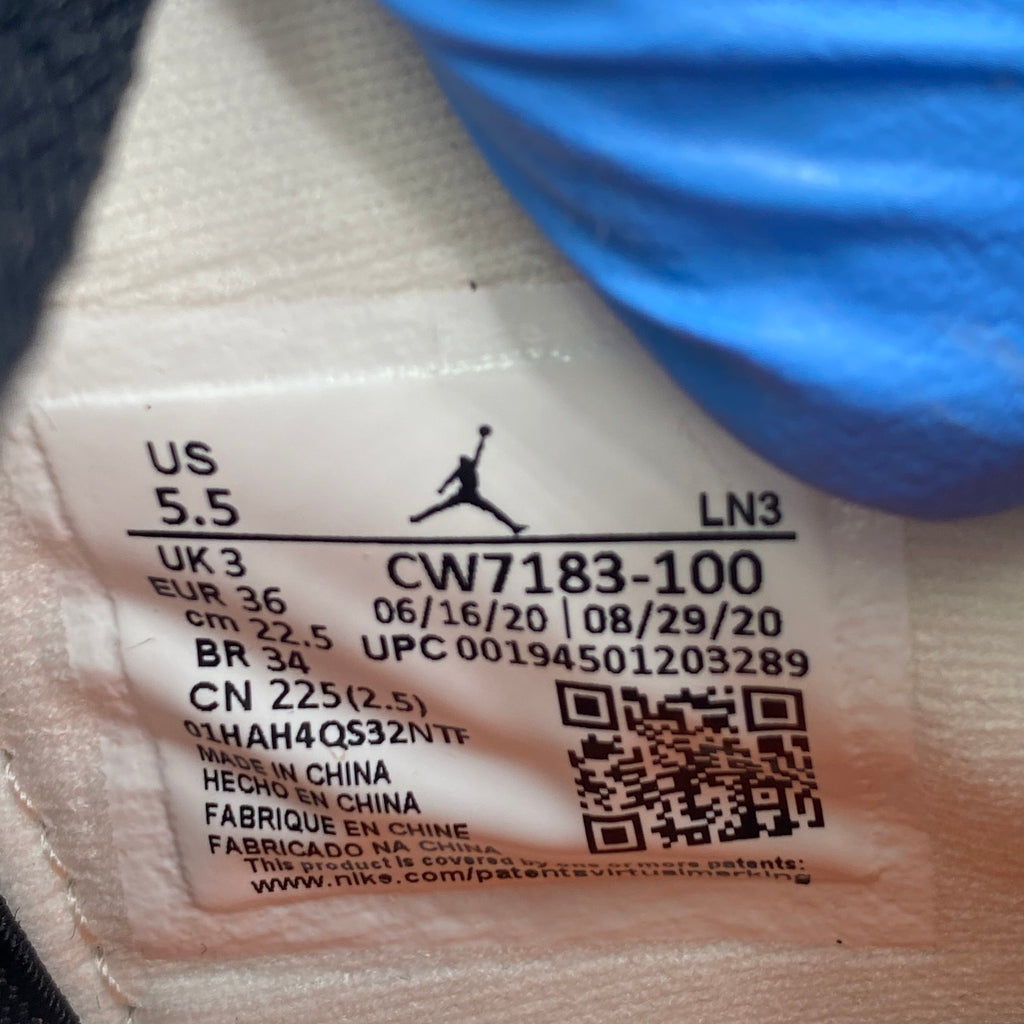 US
5.5
LN3
UK 3
CW7183-100
EUR 36
06/16/20 | 08/29/20
cm 22.5
UPC 00194501203289
BR 34
CN 225(2.5)
01HAH4QS32NTF
MADE IN CHINA
HECHO EN CHINA
FABRIQUE EN CHINE
FABRICADO NA CHINA
This product is covered by one or more patents:
www.nike.com/patentsvirtualmarking